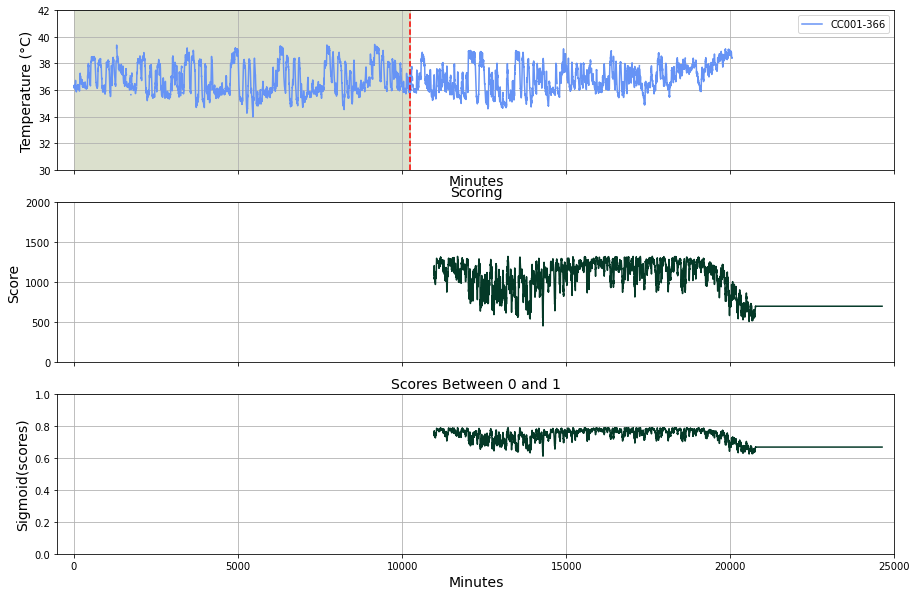 42
40
38
36
34
32
30
Temperature (°C)
CC001-366
Minutes
Scoring
2000
1500
1000
500
0
Score
Scores Between 0 and 1
1.0
0.8
0.6
0.4
0.2
0.0
Sigmoid(scores)
0 5000 10000 15000 20000 25000
Minutes